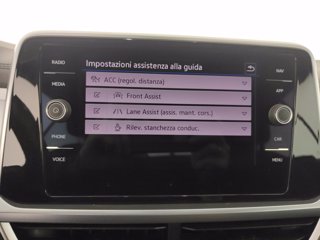 Impostazioni assistenza alla guida
RADIO
MEDIA
PHONE
VOICE
ACC (regol. distanza)
Front Assist
Lane Assist (assis. mant. cors.)
Rilev. stanchezza conduc.
NAV
APP
CAR
MENU